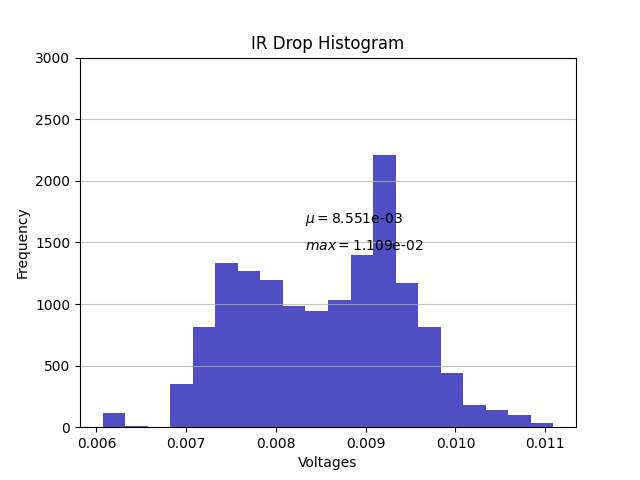 IR Drop Histogram
3000
2500
2000
1500
1000
500
0
Frequency
μ = 8.551e-03
max = 1.109e-02
0.006 0.007 0.008 0.009 0.010 0.011
Voltages